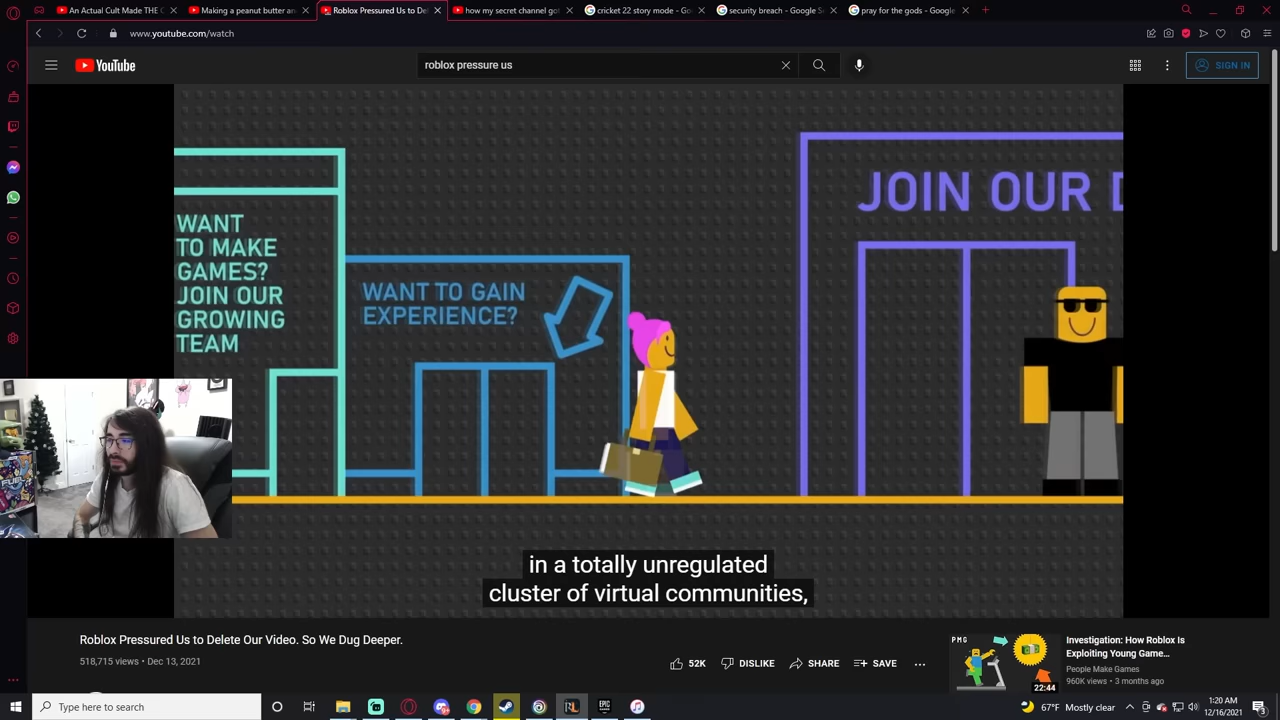 An Actual Cult Made THE G
Making a peanut butter an
Roblox Pressured Us to Del
how my secret channel got
cricket 22 story mode - Go
security breach - Google S
pray for the gods - Google
www.youtube.com/watch
YouTube
roblox pressure us
SIGN IN
WANT
TO MAKE
GAMES?
JOIN OUR
GROWING
TEAM
WANT TO GAIN
EXPERIENCE?
JOIN OUR D
in a totally unregulated
cluster of virtual communities,
Roblox Pressured Us to Delete Our Video. So We Dug Deeper.
518,715 views • Dec 13, 2021
52K
DISLIKE
SHARE
SAVE
PMG
22:44
Investigation: How Roblox Is
Exploiting Young Game...
People Make Games
960K views • 3 months ago
Type here to search
67°F Mostly clear
1:20 AM
12/16/2021